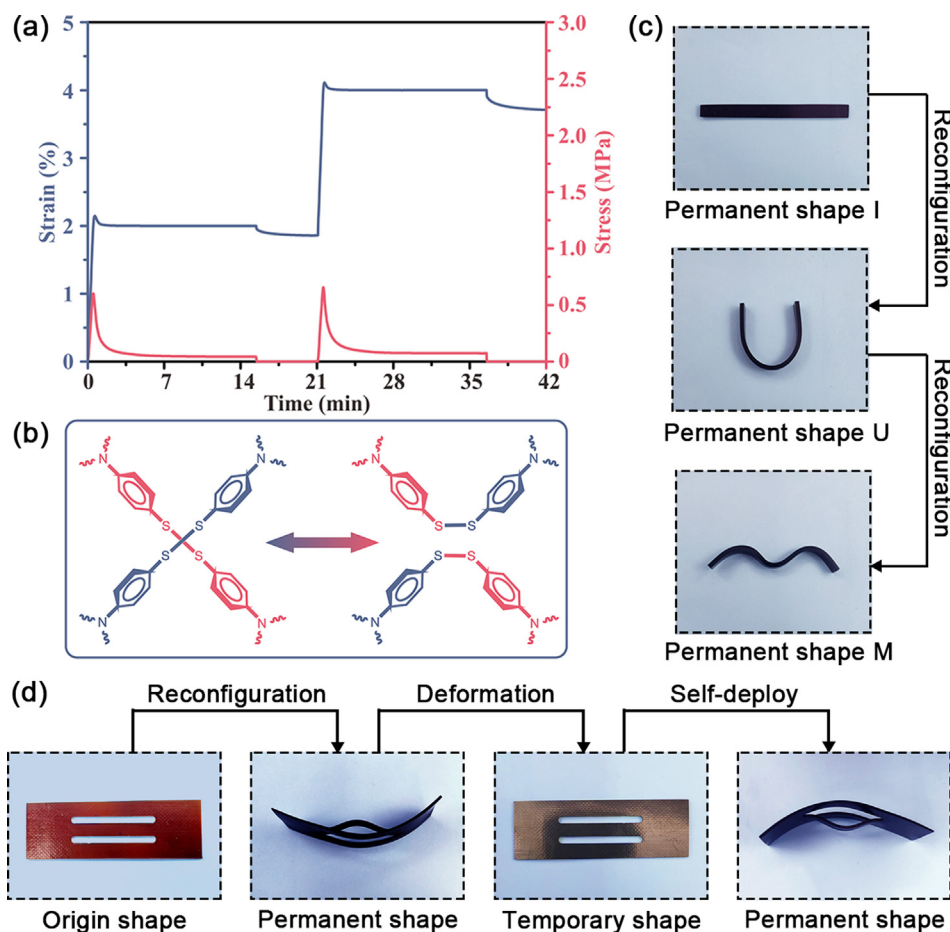 (a)
5
4
3
2
1
0
Strain (%)
3.0
2.5
2.0
1.5
1.0
0.5
0
Stress (MPa)
0 7 14 21 28 35 42
Time (min)
(b)
N
N
S S
S S
N
N
N
N
S S
S S
N
N
(c)
Permanent shape I
Reconfiguration
Permanent shape U
Reconfiguration
Permanent shape M
(d)
Reconfiguration Deformation Self-deploy
Origin shape Permanent shape Temporary shape Permanent shape